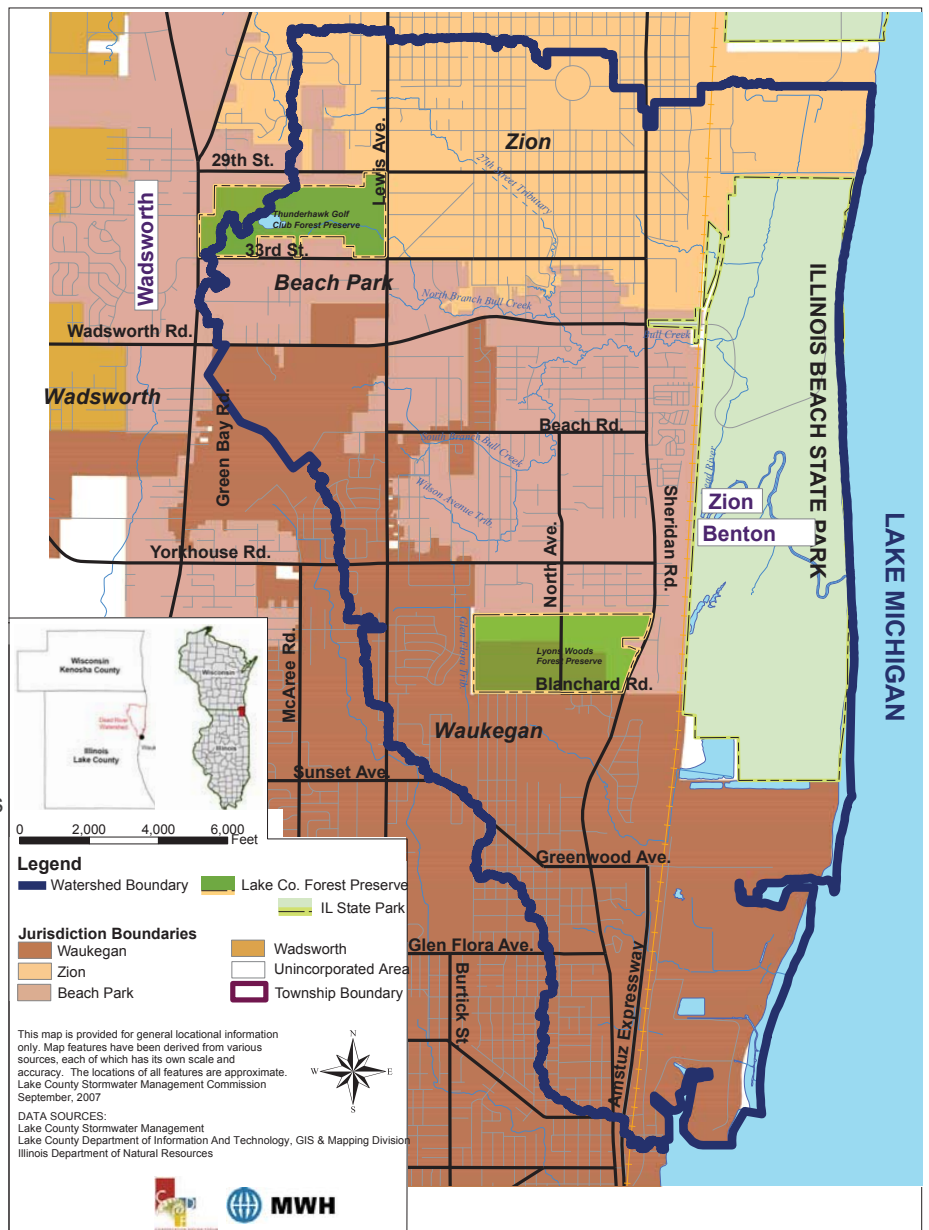 Zion
29th St.
Lewis Ave.
27th Street Tributary
Thunderhawk Golf
Club Forest Preserve
33rd St.
Wadsworth
Beach Park
North Branch Bull Creek
Bull Creek
Wadsworth Rd.
Wadsworth
Green Bay Rd.
Beach Rd.
South Branch Bull Creek
Wilson Avenue Trib
ILLINOIS BEACH STATE PARK
Sheridan Rd.
Zion
Benton
LAKE MICHIGAN
Yorkhouse Rd.
North Ave.
McAree Rd.
Lyons Woods
Forest Preserve
Blanchard Rd.
Waukegan
Sunset Ave.
Greenwood Ave.
Glen Flora Ave.
Burtick St
Amstuz Expressway
Wisconsin
Kenosha County
Dead River
Watershed
Illinois
Lake County
Wisconsin
Illinois
s
0 2,000 4,000 6,000
Feet
Legend
Watershed Boundary
Lake Co. Forest Preserve
IL State Park
Jurisdiction Boundaries
Waukegan
Zion
Beach Park
Wadsworth
Unincorporated Area
Township Boundary
This map is provided for general locational information
only. Map features have been derived from various
sources, each of which has its own scale and
accuracy. The locations of all features are approximate.
Lake County Stormwater Management Commission
September, 2007
N
W
E
S
DATA SOURCES:
Lake County Stormwater Management
Lake County Department of Information And Technology, GIS & Mapping Division
Illinois Department of Natural Resources
MWH